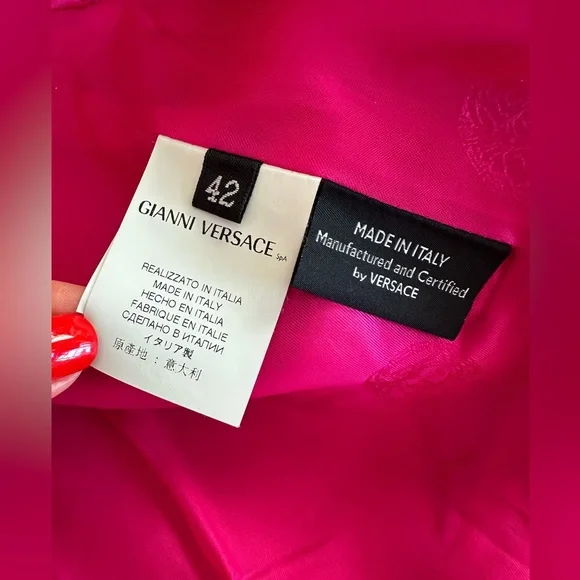 42
GIANNI VERSACE SpA
REALIZZATO IN ITALIA
MADE IN ITALY
HECHO EN ITALIA
FABRIQUE EN ITALIE
СДЕЛАНО В ИТАЛИИ
イタリア製
原產地 : 意大利
MADE IN ITALY
Manufactured and Certified
by VERSACE